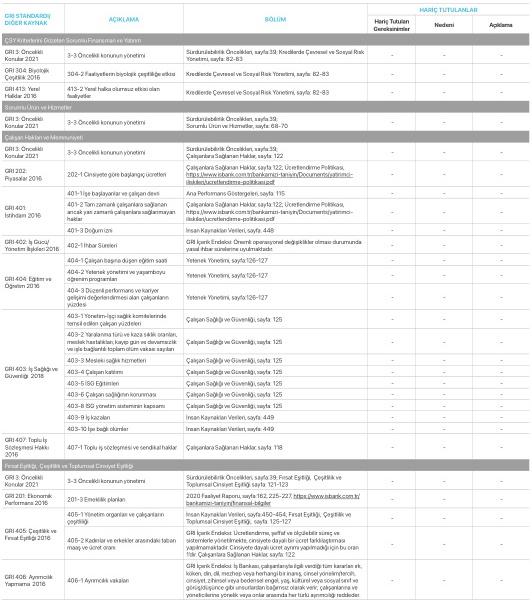 HARİÇ TUTULANLAR
GRI STANDARDI/
DİĞER KAYNAK
AÇIKLAMA
BÖLÜM
Hariç Tutulan
Gereksinimler
Nedeni
Açıklama
ÇSY Kriterlerini Gözeten Sorumlu Finansman ve Yatırım
GRI 3: Öncelikli
Konular 2021
3-3 Öncelikli konunun yönetimi
Sürdürülebilirlik Öncelikleri, sayfa:39; Kredilerde Çevresel ve Sosyal Risk
Yönetimi, sayfa: 82-83
- - -
GRI 304: Biyolojik
Çeşitlilik 2016
304-2 Faaliyetlerin biyolojik çeşitliliğe etkisi
Kredilerde Çevresel ve Sosyal Risk Yönetimi, sayfa: 82-83
- - -
GRI 413: Yerel
Halklar 2016
413-2 Yerel halka olumsuz etkisi olan
faaliyetler
Kredilerde Çevresel ve Sosyal Risk Yönetimi, sayfa: 82-83
- - -
Sorumlu Ürün ve Hizmetler
GRI 3: Öncelikli
Konular 2021
3-3 Öncelikli konunun yönetimi
Sürdürülebilirlik Öncelikleri, sayfa:39;
Sorumlu Ürün ve Hizmetler, sayfa: 68-70
- - -
Çalışan Hakları ve Memnuniyeti
GRI 3: Öncelikli
Konular 2021
3-3 Öncelikli konunun yönetimi
Sürdürülebilirlik Öncelikleri, sayfa:39;
Çalışanlara Sağlanan Haklar, sayfa: 122
- - -
GRI 202:
Piyasalar 2016
202-1 Cinsiyete göre başlangıç ücretleri
Çalışanlara Sağlanan Haklar, sayfa 122; Ücretlendirme Politikası,
https://www.isbank.com.tr/bankamizi-taniyin/Documents/yatirimci-
iliskileri/ucretlendirme-politikasi.pdf
- - -
GRI 401:
İstihdam 2016
401-1 İşe başlayanlar ve çalışan devri
Ana Performans Göstergeleri, sayfa: 115
- - -
401-2 Tam zamanlı çalışanlara sağlanan
ancak yarı zamanlı çalışanlara sağlanmayan
haklar
Çalışanlara Sağlanan Haklar, sayfa 122; Ücretlendirme Politikası,
https://www.isbank.com.tr/bankamizi-taniyin/Documents/yatirimci-
iliskileri/ucretlendirme-politikasi.pdf
- - -
401-3 Doğum izni
İnsan Kaynakları Verileri, sayfa: 448
- - -
GRI 402: İş Gücü/
Yönetim İlişkileri 2016
402-1 İhbar Süreleri
GRI İçerik Endeksi: Önemli operasyonel değişiklikler olması durumunda
yasal ihbar sürelerine uyulmaktadır.
- - -
GRI 404: Eğitim ve
Öğretim 2016
404-1 Çalışan başına düşen eğitim saati
Yetenek Yönetimi, sayfa:126-127
- - -
404-2 Yetenek yönetimi ve yaşamboyu
öğrenim programları
Yetenek Yönetimi, sayfa:126-127
- - -
404-3 Düzenli performans ve kariyer
gelişimi değerlendirmesi alan çalışanların
yüzdesi
Yetenek Yönetimi, sayfa:126-127
- - -
GRI 403: İş Sağlığı ve
Güvenliği 2018
403-1 Yönetim-işçi sağlık komitelerinde
temsil edilen çalışan yüzdeleri
Çalışan Sağlığı ve Güvenliği, sayfa: 125
- - -
403-2 Yaralanma türü ve kaza sıklık oranları,
meslek hastalıkları, kayıp gün ve devamsızlık
ve işle bağlantılı toplam ölüm vakası sayıları
Çalışan Sağlığı ve Güvenliği, sayfa: 125
- - -
403-3 Mesleki sağlık hizmetleri
Çalışan Sağlığı ve Güvenliği, sayfa: 125
- - -
403-4 Çalışan katılımı
Çalışan Sağlığı ve Güvenliği, sayfa: 125
- - -
403-5 İSG Eğitimleri
Çalışan Sağlığı ve Güvenliği, sayfa: 125
- - -
403-6 Çalışan sağlığının korunması
Çalışan Sağlığı ve Güvenliği, sayfa: 125
- - -
403-8 İSG yönetim sisteminin kapsamı
Çalışan Sağlığı ve Güvenliği, sayfa: 125
- - -
403-9 İş kazaları
İnsan Kaynakları Verileri, sayfa: 449
- - -
403-10 İşe bağlı ölümler
İnsan Kaynakları Verileri, sayfa: 449
- - -
GRI 407: Toplu İş
Sözleşmesi Hakkı
2016
407-1 Toplu iş sözleşmesi ve sendikal haklar
Çalışanlara Sağlanan Haklar, sayfa: 118
- - -
Fırsat Eşitliği, Çeşitlilik ve Toplumsal Cinsiyet Eşitliği
GRI 3: Öncelikli
Konular 2021
3-3 Öncelikli konunun yönetimi
Sürdürülebilirlik Öncelikleri, sayfa:39; Fırsat Eşitliği, Çeşitlilik ve
Toplumsal Cinsiyet Eşitliği sayfa: 121-123
- - -
GRI 201: Ekonomik
Performans 2016
201-3 Emeklilik planları
2020 Faaliyet Raporu, sayfa:162, 225-227, https://www.isbank.com.tr/
bankamizi-taniyin/finansal-bilgiler
- - -
GRI 405: Çeşitlilik ve
Fırsat Eşitliği 2016
405-1 Yönetim organları ve çalışanların
çeşitliliği
İnsan Kaynakları Verileri, sayfa:450-454, Fırsat Eşitliği, Çeşitlilik ve
Toplumsal Cinsiyet Eşitliği, sayfa: 125-127
- - -
405-2 Kadınlar ve erkekler arasındaki taban
maaş ve ücret oranı
GRI İçerik Endeksi: Ücretlendirme, şeffaf ve ölçülebilir süreç ve
sistemlerle yönetilmekte, cinsiyete dayalı bir ücret farklılaştırması
yapılmamaktadır. Cinsiyete dayalı ücret ayrımı yapılmadığı için bu oran
1'dir. Çalışanlara Sağlanan Haklar, sayfa: 122.
- - -
GRI 406: Ayrımcılık
Yapmama 2016
406-1 Ayrımcılık vakaları
GRI İçerik Endeksi: İş Bankası, çalışanlarıyla ilgili verdiği tüm kararları ırk,
köken, din, dil, mezhep veya herhangi bir inanış, cinsel yönelim/tercih,
cinsiyet, zihinsel veya bedensel engel, yaş, kültürel veya sosyal sınıf ve
görüş/düşünce gibi unsurlardan bağımsız olarak verir, çalışanlarına ve
yöneticilerine yönelik veya onlar arasında her türlü ayrımcılığı reddeder.
- - -